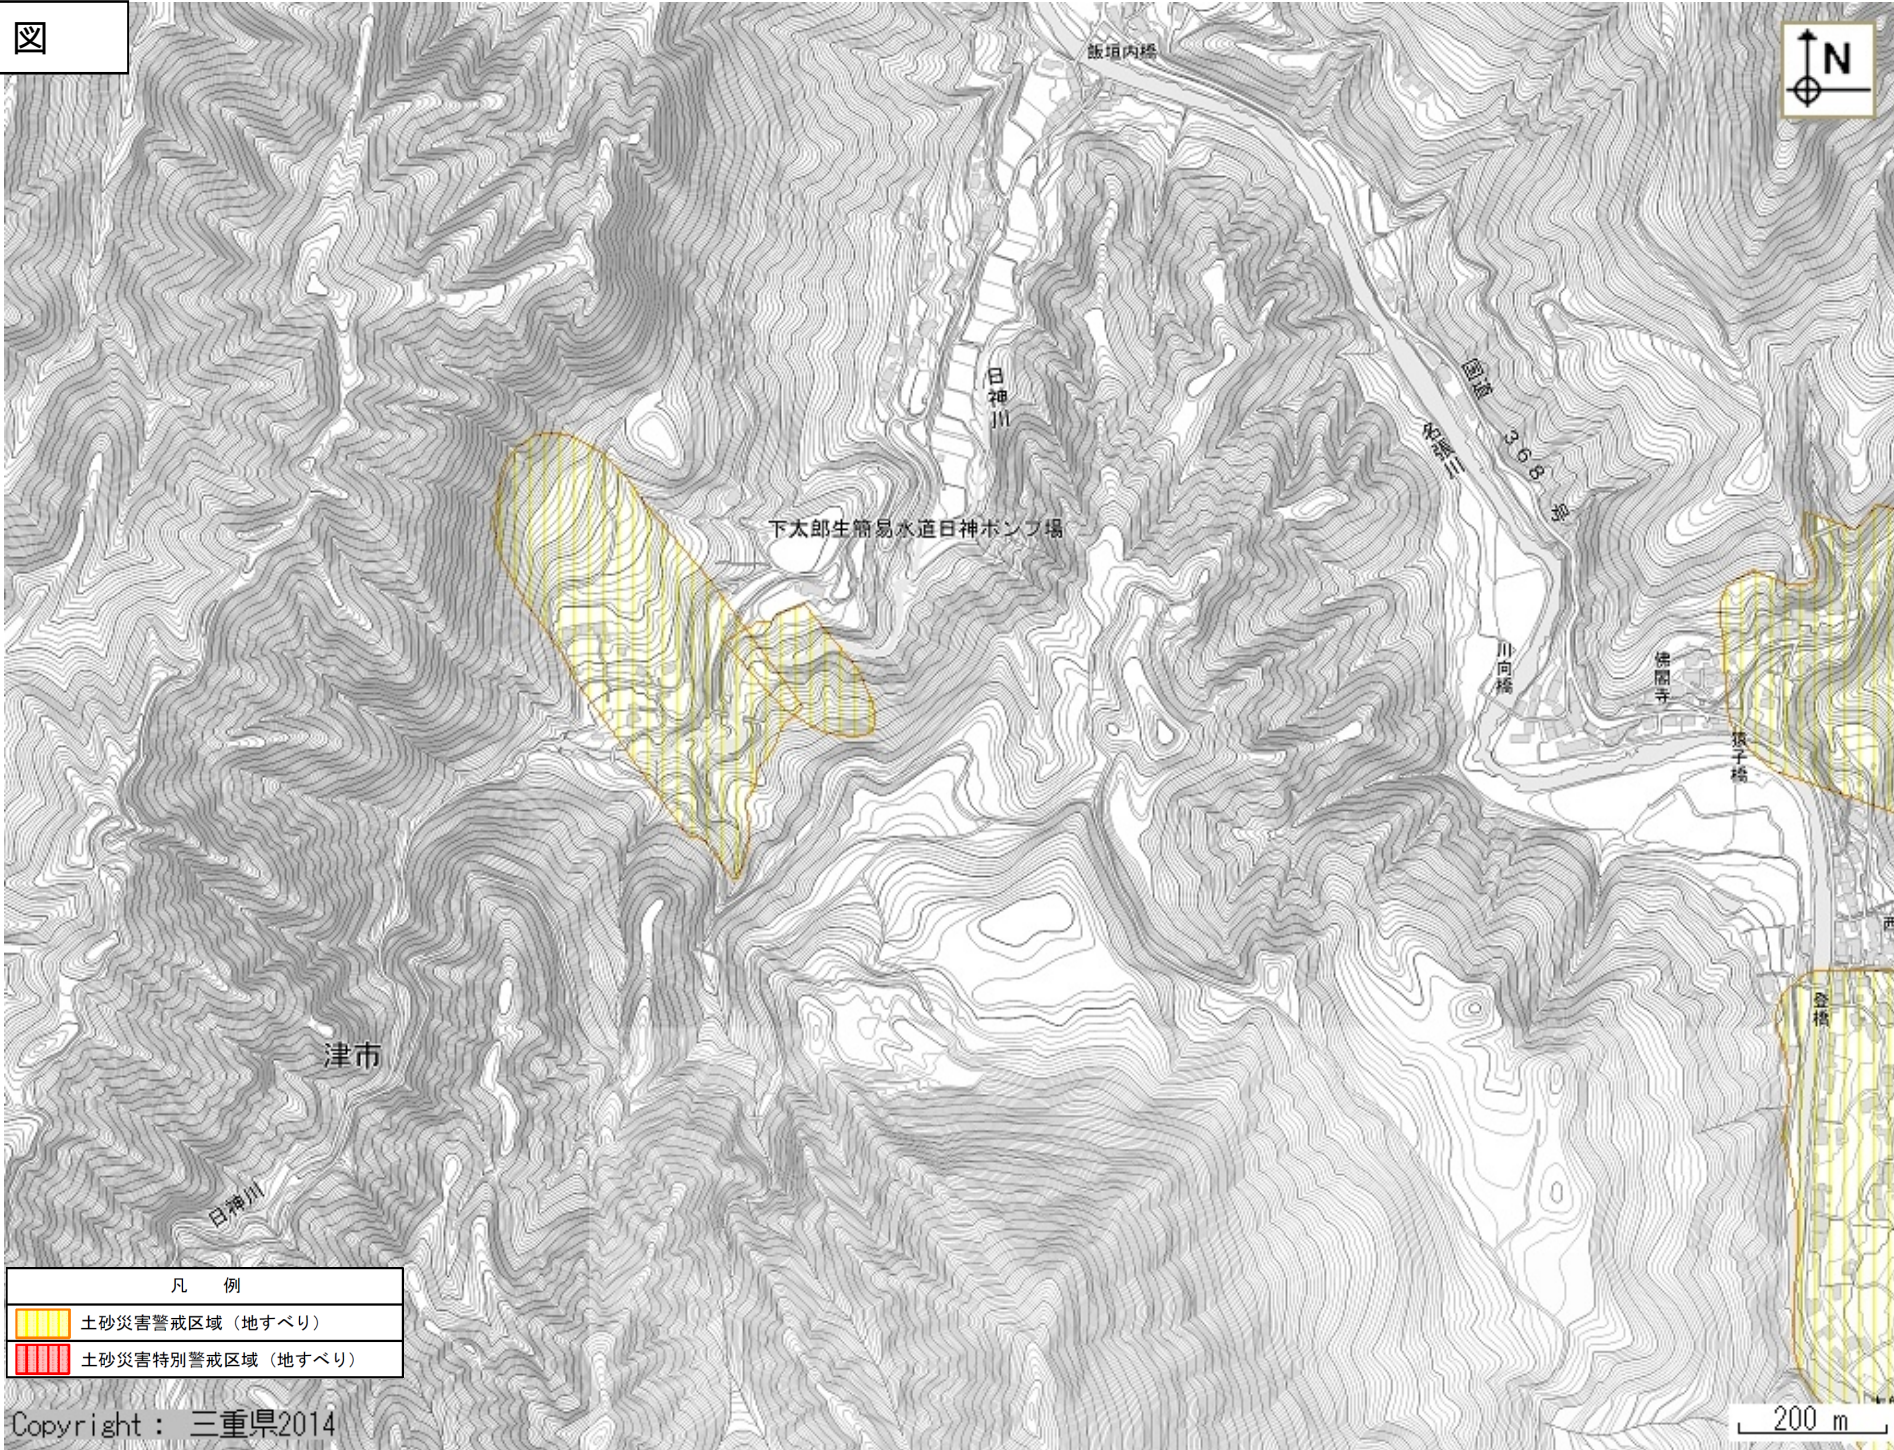 図
N
飯垣内橋
日神川
国道
368
号
名張川
下太郎生簡易水道日神ポンプ場
川向橋
佛閣寺
猿子橋
西
登橋
津市
日神川
凡 例
土砂災害警戒区域（地すべり）
土砂災害特別警戒区域（地すべり）
Copyright : 三重県2014
200 m